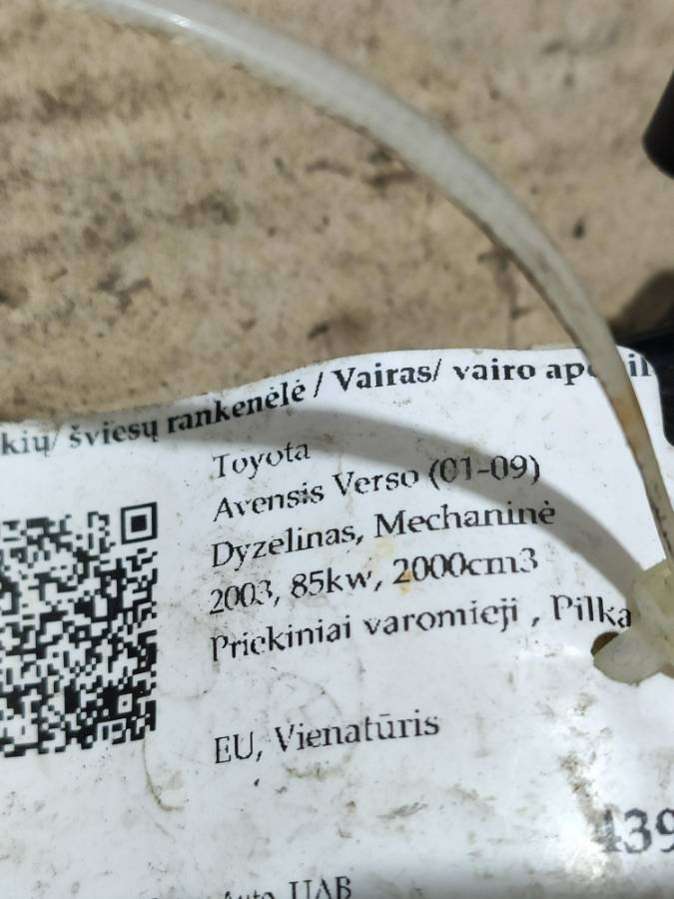 kių/ šviesų rankenėlė / Vairas/ vairo
Toyota
Avensis Verso (01-09)
Dyzelinas, Mechaninė
2003, 85kw, 2000cm3
Priekiniai varomieji , Pilka
EU, Vienatūris
439
Auto, UAB